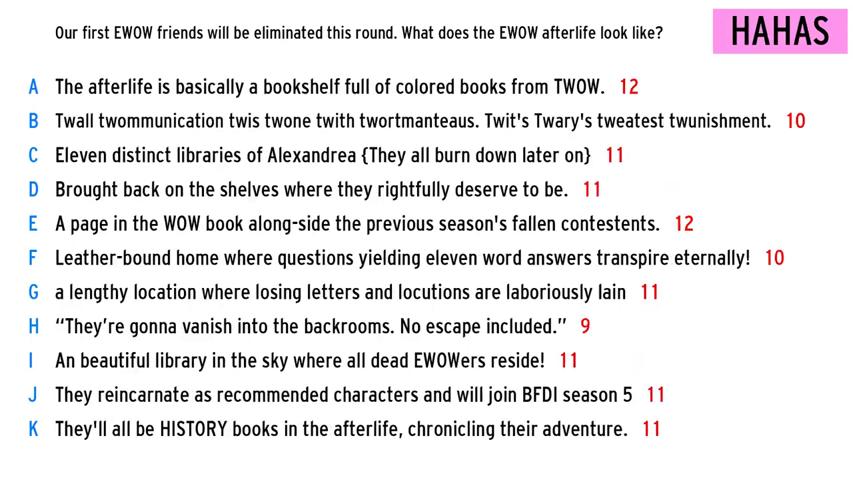 Our first EWOW friends will be eliminated this round. What does the EWOW afterlife look like?
HAHAS
A The afterlife is basically a bookshelf full of colored books from TWOW. 12
B Twall twommunication twis twone twith twortmanteaus. Twit's Twary's tweatest twunishment. 10
C Eleven distinct libraries of Alexandrea {They all burn down later on} 11
D Brought back on the shelves where they rightfully deserve to be. 11
E A page in the WOW book along-side the previous season's fallen contestents. 12
F Leather-bound home where questions yielding eleven word answers transpire eternally! 10
G a lengthy location where losing letters and locutions are laboriously lain 11
H “They’re gonna vanish into the backrooms. No escape included.” 9
I An beautiful library in the sky where all dead EWOWers reside! 11
J They reincarnate as recommended characters and will join BFDI season 5 11
K They'll all be HISTORY books in the afterlife, chronicling their adventure. 11